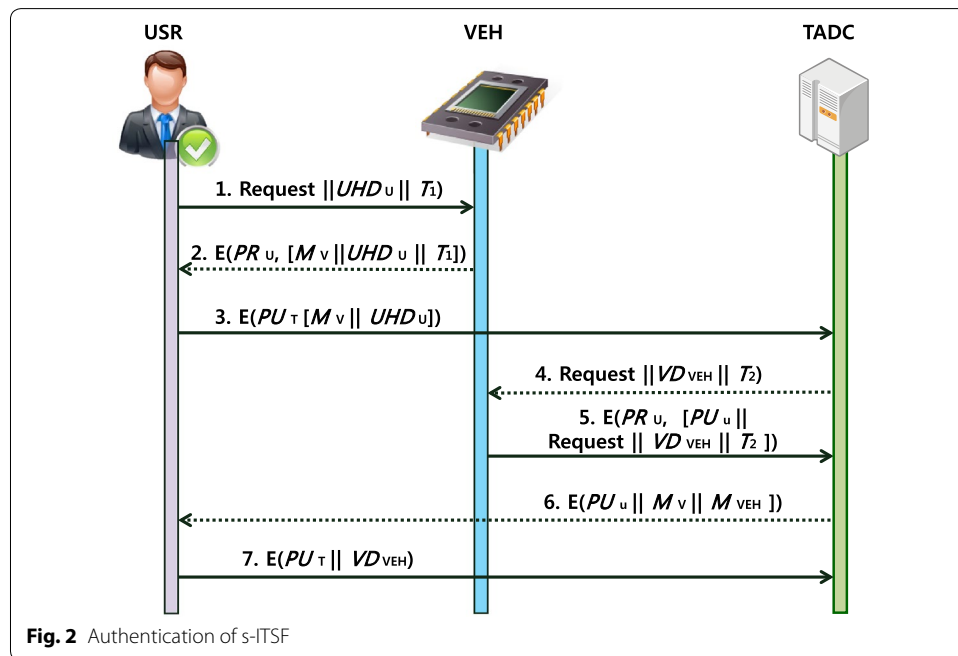 USR VEH TADC
1. Request ||UHD U || T1)
2. E(PR U, [M V ||UHD U || T1])
3. E(PU T [M V || UHD U])
4. Request ||VD VEH || T2)
5. E(PR U, [PU u ||
Request || VD VEH || T2 ])
6. E(PU u || M V || M VEH ])
7. E(PU T || VD VEH)
Fig. 2 Authentication of s-ITSF